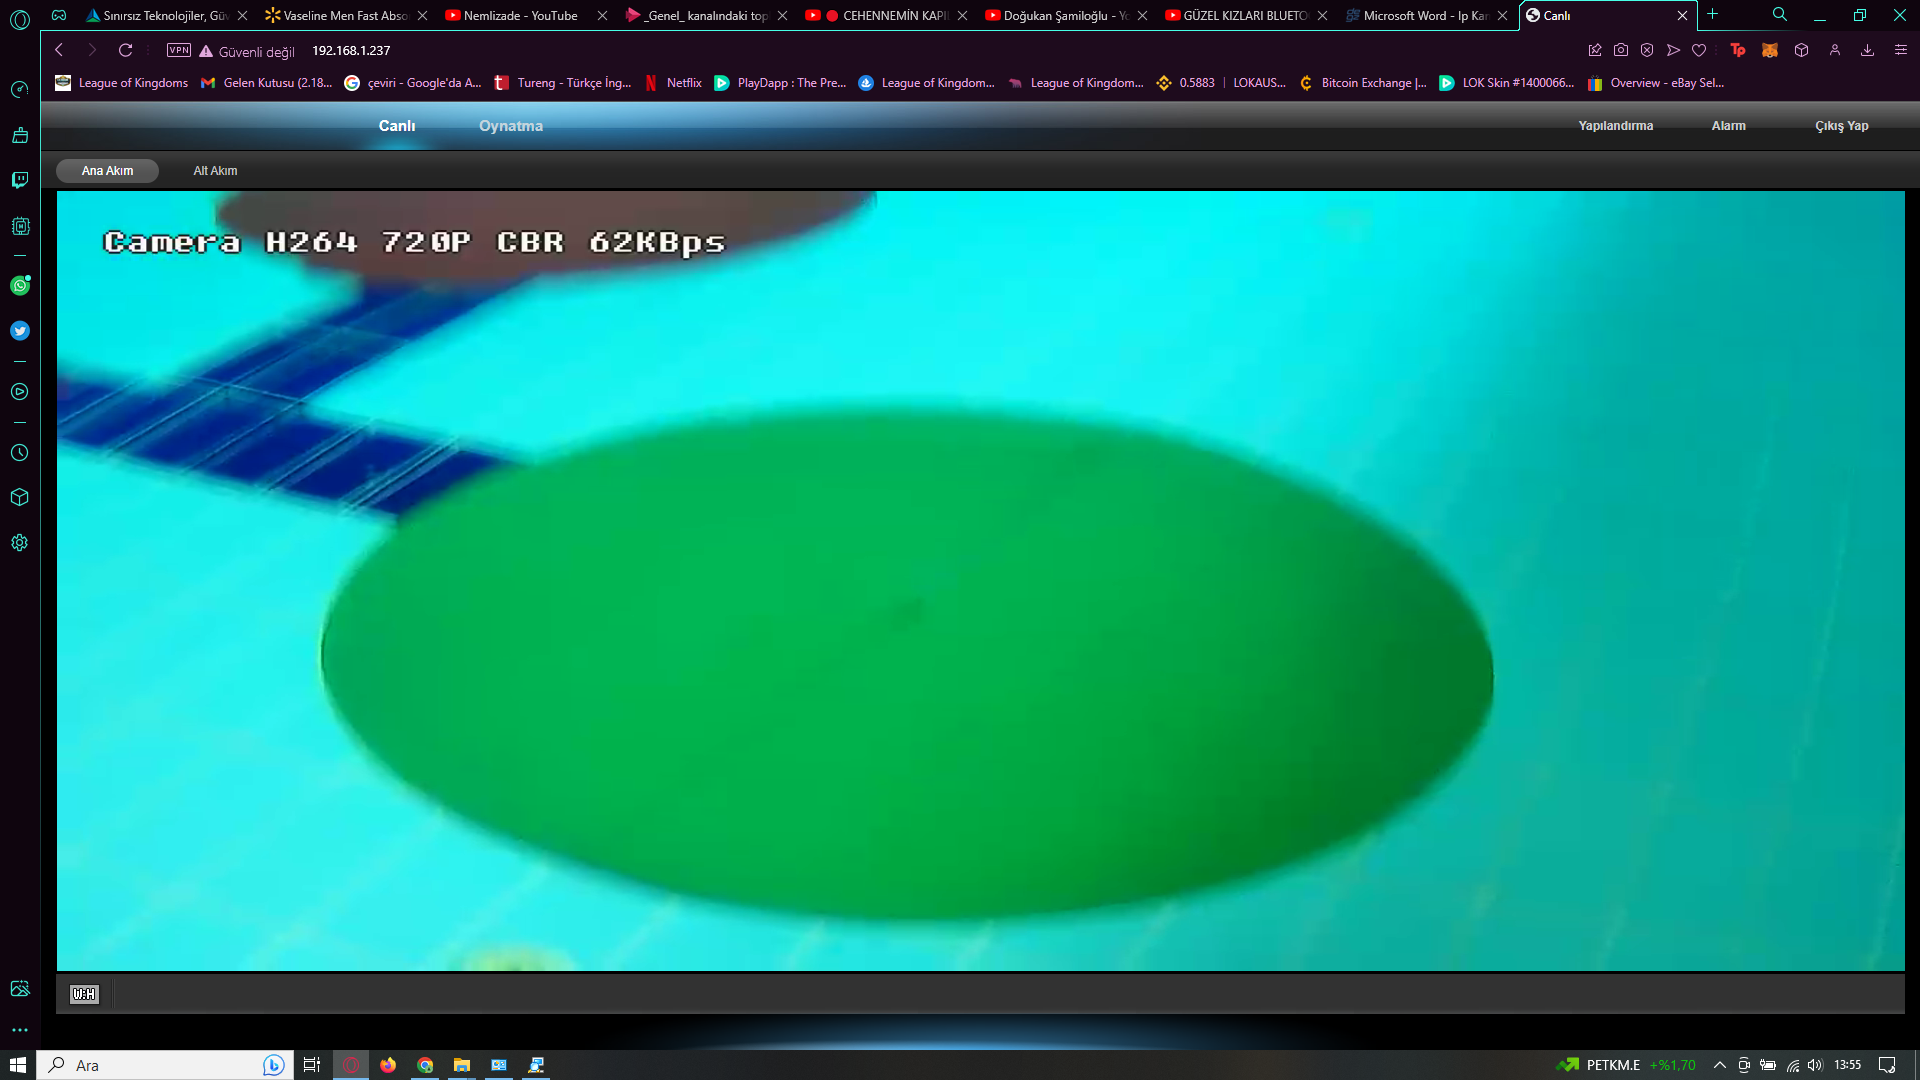 Sınırsız Teknolojiler, Gü
Vaseline Men Fast Abso
Nemlizade - YouTube
_Genel_ kanalındaki top
CEHENNEMİN KAPI
Doğukan Şamiloğlu - Yo
GÜZEL KIZLARI BLUETO
Microsoft Word - Ip Ka
Canlı
VPN
Güvenli değil
192.168.1.237
League of Kingdoms
Gelen Kutusu (2.18...
çeviri - Google'da A...
Tureng - Türkçe İng...
Netflix
PlayDapp : The Pre...
League of Kingdom...
League of Kingdom...
0.5883 | LOKAUS...
Bitcoin Exchange |...
LOK Skin #1400066...
Overview - eBay Sel...
Canlı
Oynatma
Yapılandırma
Alarm
Çıkış Yap
Ana Akım
Alt Akım
Camera H264 720P CBR 62KBps
W:H
Ara
PETKM.E +%1,70
13:55